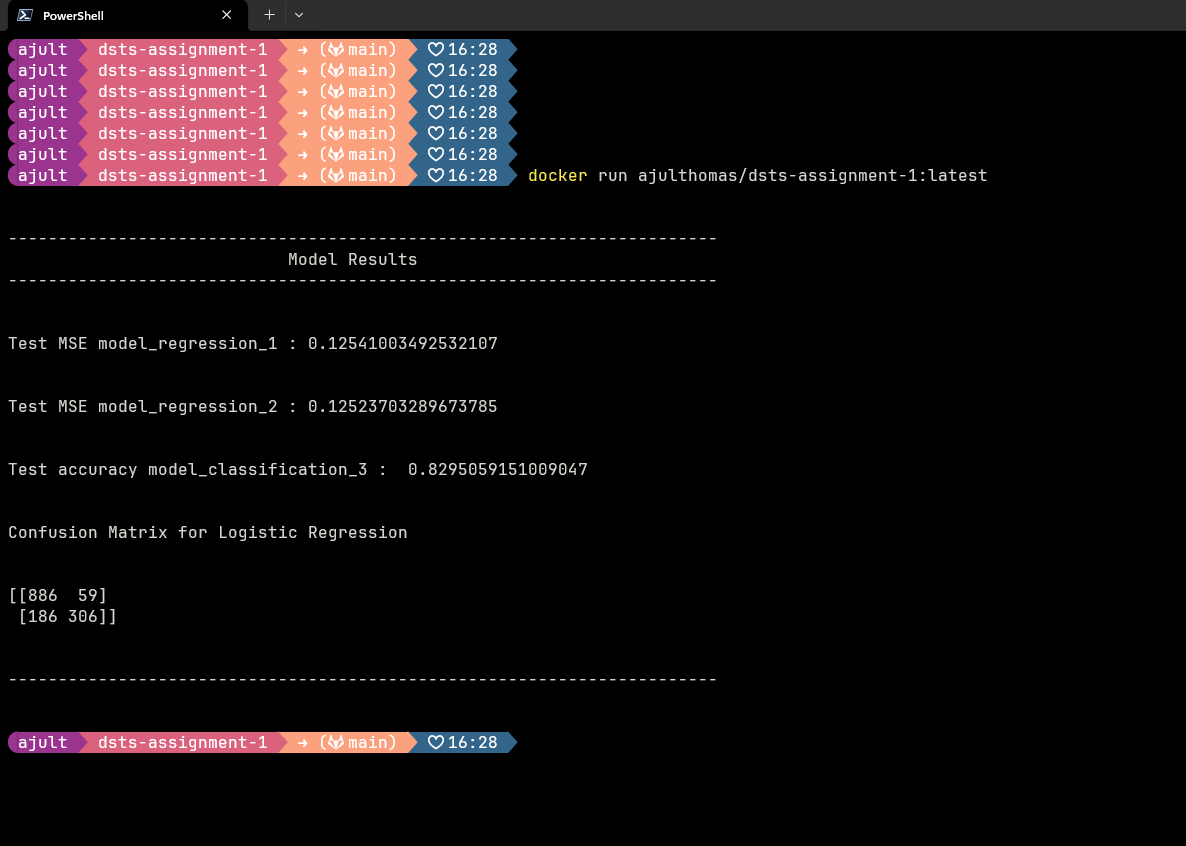 PowerShell
ajult dsts-assignment-1 → (main) ♡16:28
ajult dsts-assignment-1 → (main) ♡16:28
ajult dsts-assignment-1 → (main) ♡16:28
ajult dsts-assignment-1 → (main) ♡16:28
ajult dsts-assignment-1 → (main) ♡16:28
ajult dsts-assignment-1 → (main) ♡16:28
ajult dsts-assignment-1 → (main) ♡16:28 docker run ajulthomas/dsts-assignment-1:latest
-----------------------------------------------------------------------
Model Results
-----------------------------------------------------------------------
Test MSE model_regression_1 : 0.12541003492532107
Test MSE model_regression_2 : 0.12523703289673785
Test accuracy model_classification_3 :  0.8295059151009047
Confusion Matrix for Logistic Regression
[[886  59]
 [186 306]]
-----------------------------------------------------------------------
ajult dsts-assignment-1 → (main) ♡16:28